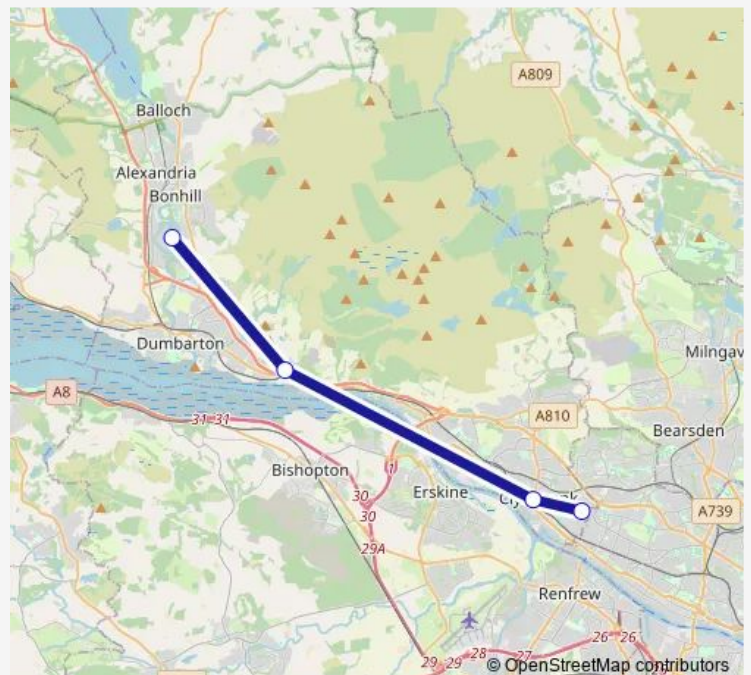 A809
Balloch
Alexandria
Bonhill
Dumbarton
Milngav
A8
31 31
A810
Bearsden
Bishopton
1
30
30
Erskine
A739
29A
Renfrew
26 26
27
28
29 29
© OpenStreetMap contributors